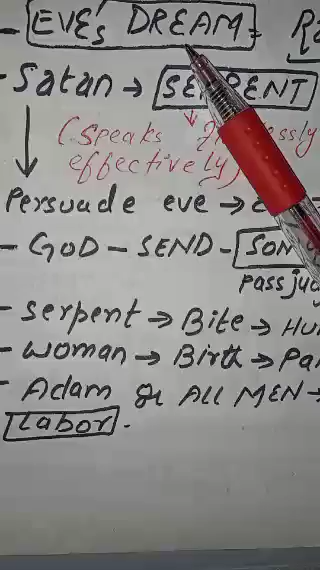 - EVE's DREAM =
- Satan → SERPENT
(Speaks
effectively)
Persuade eve →
- GOD - SEND - SON
Pass
- Serpent → Bite →
- Woman → Birth →
- Adam & ALL MEN →
Labor.